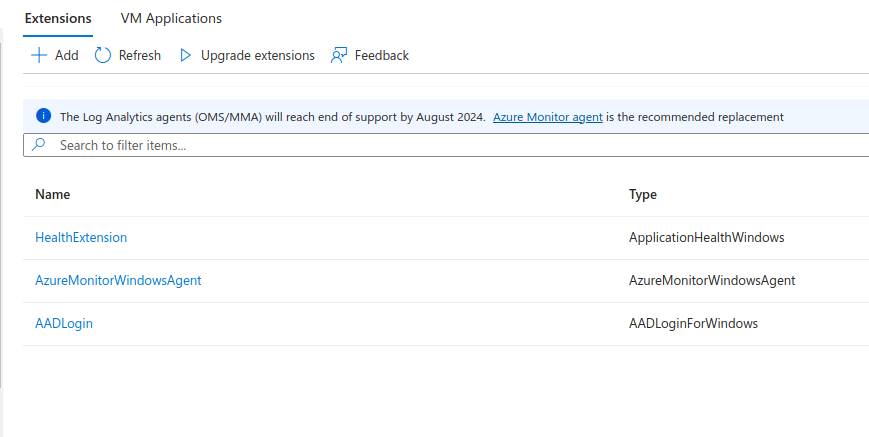 Extensions VM Applications
Add Refresh Upgrade extensions Feedback
The Log Analytics agents (OMS/MMA) will reach end of support by August 2024. Azure Monitor agent is the recommended replacement
Search to filter items...
Name Type
HealthExtension ApplicationHealthWindows
AzureMonitorWindowsAgent AzureMonitorWindowsAgent
AADLogin AADLoginForWindows